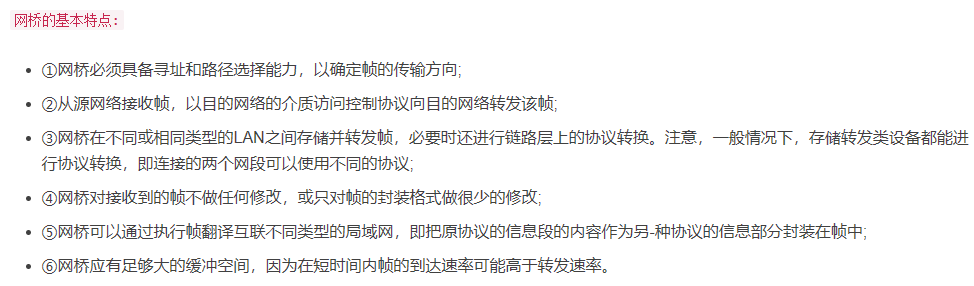 网桥的基本特点：
①网桥必须具备寻址和路径选择能力，以确定帧的传输方向;
②从源网络接收帧，以目的网络的介质访问控制协议向目的网络转发该帧;
③网桥在不同或相同类型的LAN之间存储并转发帧，必要时还进行链路层上的协议转换。注意，一般情况下，存储转发类设备都能进
行协议转换，即连接的两个网段可以使用不同的协议;
④网桥对接收到的帧不做任何修改，或只对帧的封装格式做很少的修改;
⑤网桥可以通过执行帧翻译互联不同类型的局域网，即把原协议的信息段的内容作为另-种协议的信息部分封装在帧中;
⑥网桥应有足够大的缓冲空间，因为在短时间内帧的到达速率可能高于转发速率。